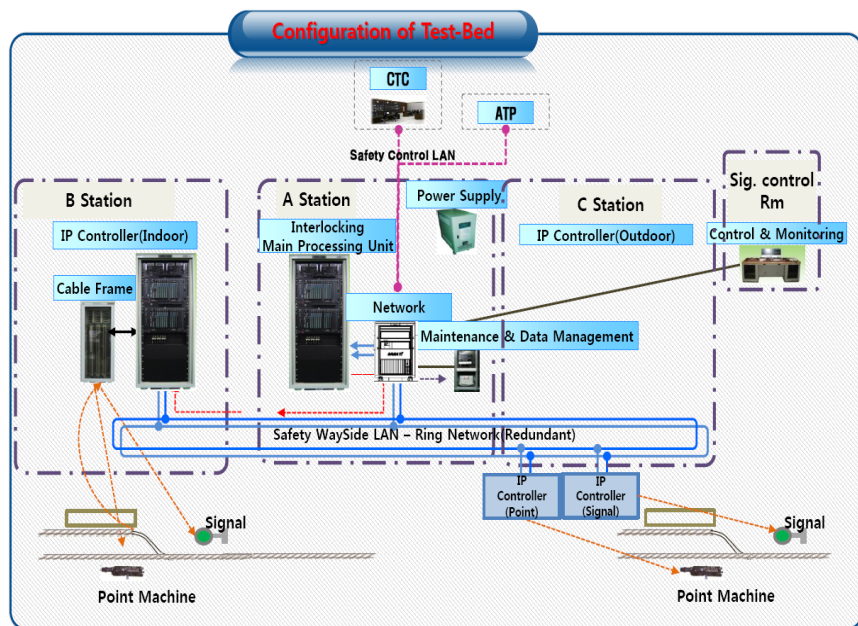 Configuration of Test-Bed
CTC
ATP
Safety Control LAN
B Station
A Station
Power Supply
C Station
Sig. control
Rm
IP Controller(Indoor)
Interlocking
Main Processing Unit
IP Controller(Outdoor)
Control & Monitoring
Cable Frame
Network
Maintenance & Data Management
Safety WaySide LAN – Ring Network Redundant)
IP
Controller
(Point)
IP
Controller
(Signal)
Signal
Signal
Point Machine
Point Machine